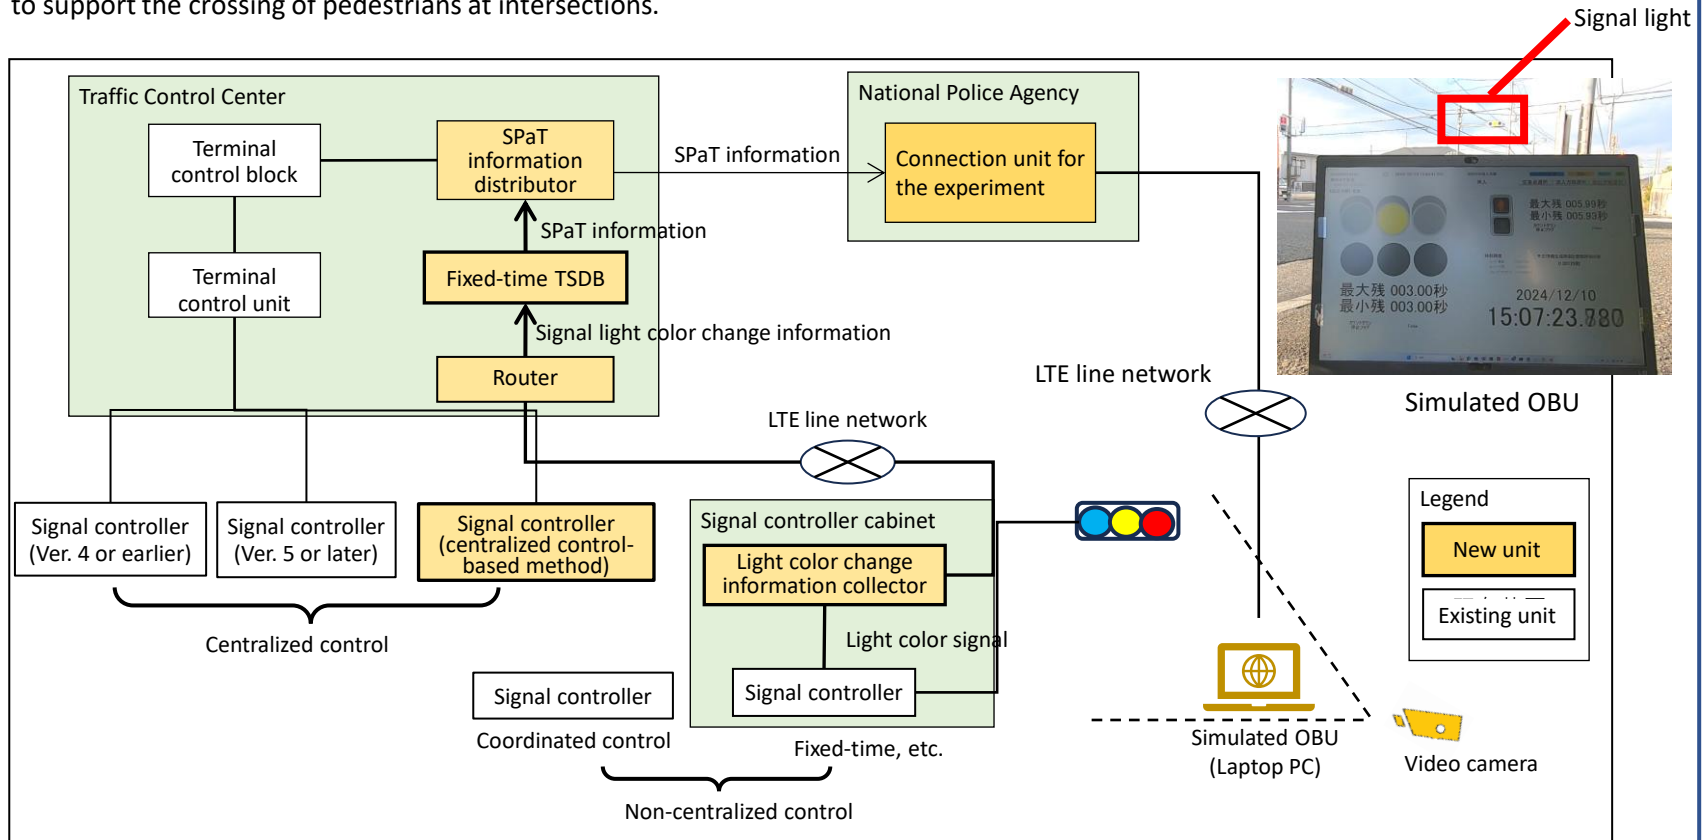 to support the crossing of pedestrians at intersections.
Signal light
Traffic Control Center
Terminal
control block
SPaT
information
distributor
SPaT information
National Police Agency
Connection unit for
the experiment
SPaT information
Terminal
control unit
Fixed-time TSDB
Signal light color change information
Router
最大残 005.99秒
最小残 005.93秒
最大残 003.00秒
最小残 003.00秒
2024/12/10
15:07:23.780
Simulated OBU
LTE line network
LTE line network
Signal controller
(Ver. 4 or earlier)
Signal controller
(Ver. 5 or later)
Signal controller
(centralized control-
based method)
Centralized control
Signal controller cabinet
Light color change
information collector
Light color signal
Signal controller
Signal controller
Coordinated control
Fixed-time, etc.
Non-centralized control
Simulated OBU
(Laptop PC)
Video camera
Legend
New unit
Existing unit